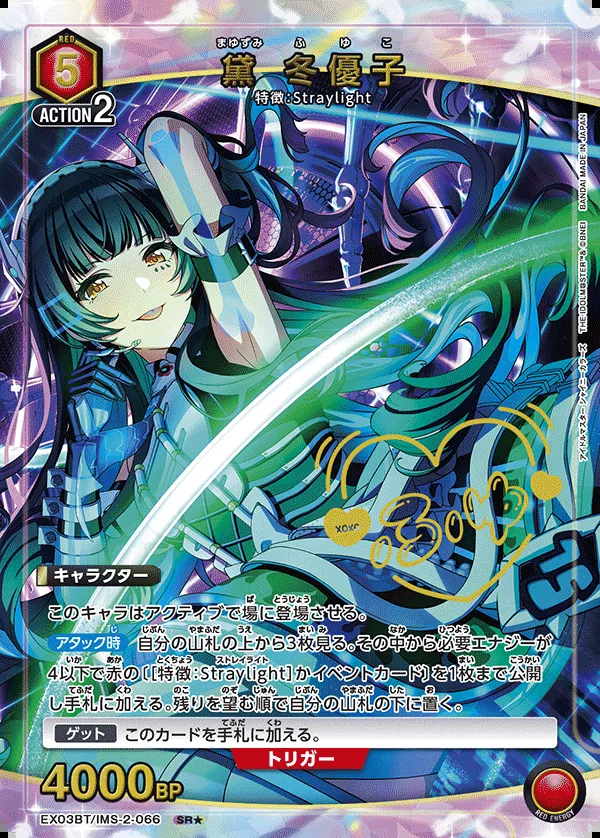 RED
5
ACTION2
まゆずみ ふゆこ
黛 冬優子
特徴:Straylight
BANDAI MADE IN JAPAN
THE IDOLM@STER™& ©BNEI
アイドルマスター シャイニーカラーズ
xoxo
ふゆ
キャラクター
このキャラはアクティブで場に登場させる。
アタック時 自分の山札の上から3枚見る。その中から必要エナジーが
4以下で赤の〔[特徴:Straylight]かイベントカード〕を1枚まで公開
し手札に加える。残りを望む順で自分の山札の下に置く。
ゲット このカードを手札に加える。
トリガー
4000BP
RED ENERGY
EX03BT/IMS-2-066 SR★